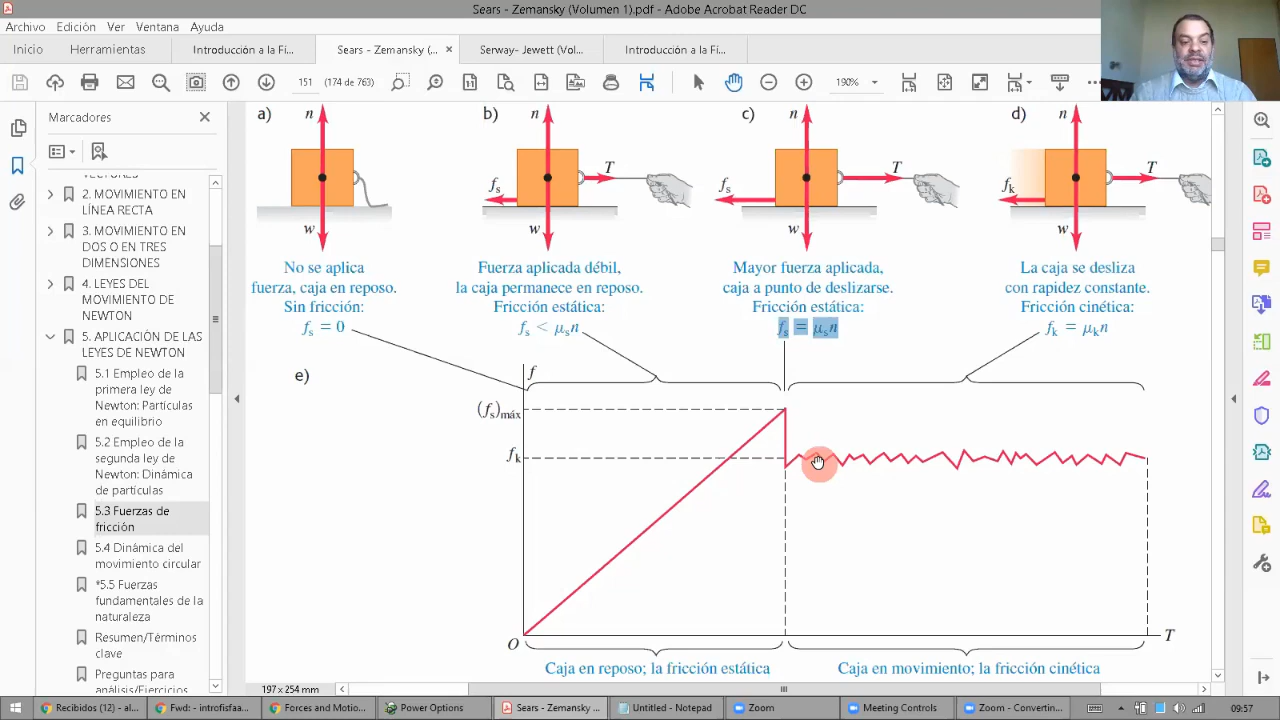 Sears - Zemansky (Volumen 1).pdf - Adobe Acrobat Reader DC
Archivo Edición Ver Ventana Ayuda
Inicio Herramientas Introducción a la Fí... Sears - Zemansky (... × Serwey- Jewett (Vol... Introducción a la Fí...
151 (174 de 763) 190%
Marcadores ×
VECTORES
2. MOVIMIENTO EN
LÍNEA RECTA
3. MOVIMIENTO EN
DOS O EN TRES
DIMENSIONES
4. LEYES DEL
MOVIMIENTO DE
NEWTON
5. APLICACIÓN DE LAS
LEYES DE NEWTON
5.1 Empleo de la
primera ley de
Newton: Partículas
en equilibrio
5.2 Empleo de la
segunda ley de
Newton: Dinámica
de partículas
5.3 Fuerzas de
fricción
5.4 Dinámica del
movimiento circular
*5.5 Fuerzas
fundamentales de la
naturaleza
Resumen/Términos
clave
Preguntas para
análisis/Ejercicios
a) n
w
No se aplica
fuerza, caja en reposo.
Sin fricción:
fs = 0
b) n
T
fs
w
Fuerza aplicada débil,
la caja permanece en reposo.
Fricción estática:
fs < μsn
c) n
T
fs
w
Mayor fuerza aplicada,
caja a punto de deslizarse.
Fricción estática:
fs = μsn
d) n
T
fk
w
La caja se desliza
con rapidez constante.
Fricción cinética:
fk = μkn
e) f
(fs)máx
fk
O T
Caja en reposo; la fricción estática Caja en movimiento; la fricción cinética
197 x 254 mm
Recibidos (12) - al... Fwd: - introfisfaa... Forces and Motio... Power Options Sears - Zemansky ... Untitled - Notepad Zoom Meeting Controls Zoom - Convertin... 09:57